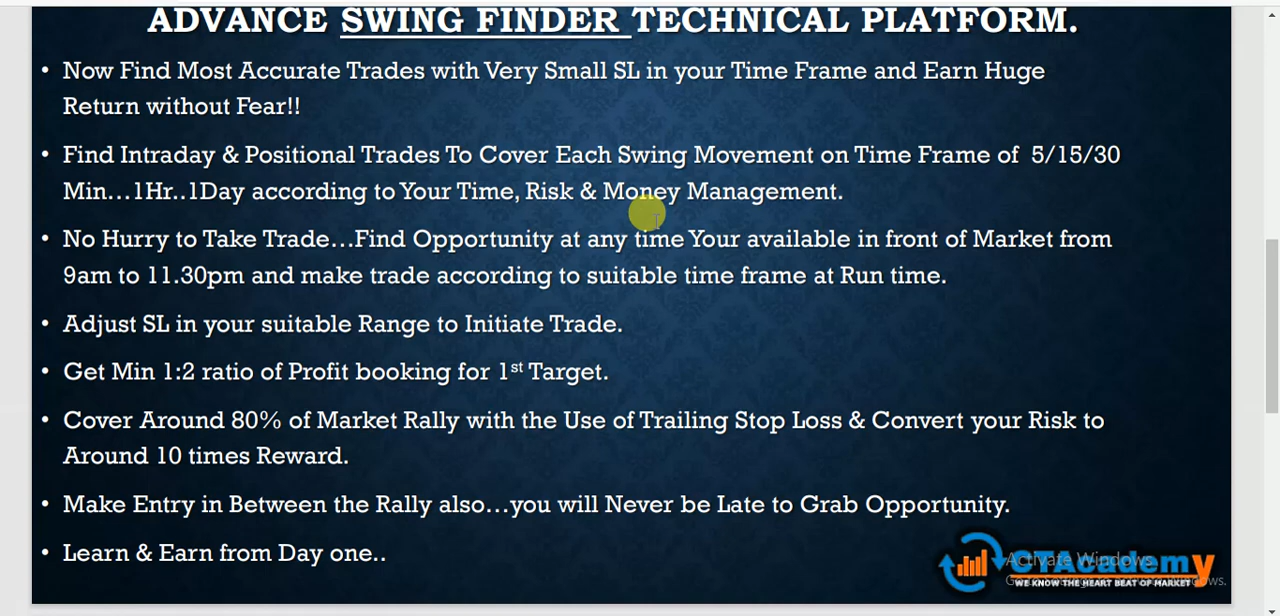 ADVANCE SWING FINDER TECHNICAL PLATFORM.
• Now Find Most Accurate Trades with Very Small SL in your Time Frame and Earn Huge
Return without Fear!!
• Find Intraday & Positional Trades To Cover Each Swing Movement on Time Frame of 5/15/30
Min...1Hr..1Day according to Your Time, Risk & Money Management.
• No Hurry to Take Trade...Find Opportunity at any time Your available in front of Market from
9am to 11.30pm and make trade according to suitable time frame at Run time.
• Adjust SL in your suitable Range to Initiate Trade.
• Get Min 1:2 ratio of Profit booking for 1st Target.
• Cover Around 80% of Market Rally with the Use of Trailing Stop Loss & Convert your Risk to
Around 10 times Reward.
• Make Entry in Between the Rally also...you will Never be Late to Grab Opportunity.
• Learn & Earn from Day one..
Activate Windows
CTAcademy
WE KNOW THE HEART BEAT OF MARKET